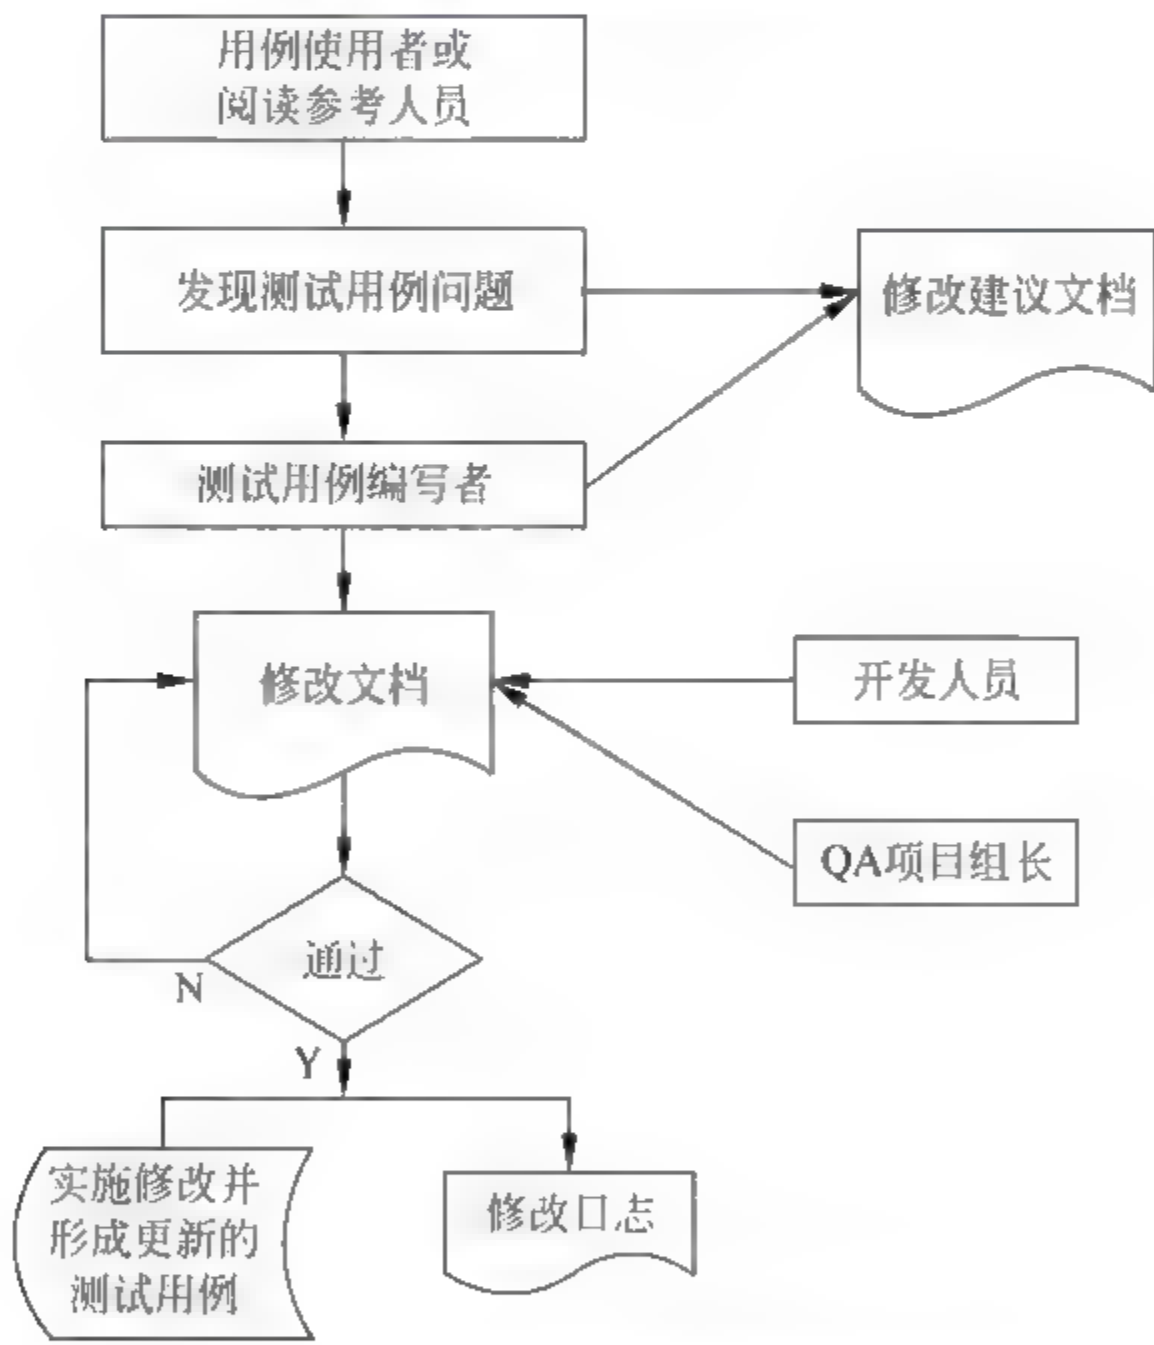 用例使用者或
阅读参考人员
发现测试用例问题
修改建议文档
测试用例编写者
修改文档
开发人员
QA项目组长
通过
N
Y
实施修改并
形成更新的
测试用例
修改日志